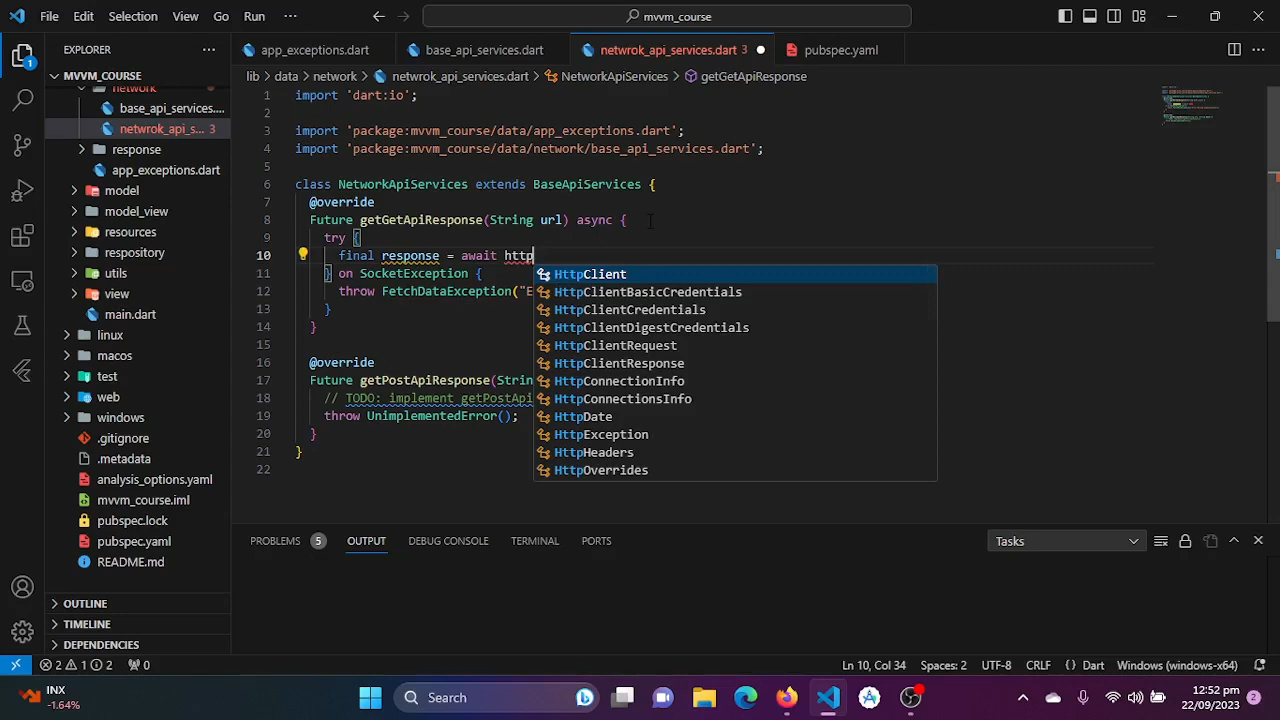 File Edit Selection View Go Run ··· mvvm_course
EXPLORER ···
MVVM_COURSE
network
base_api_services....
netwrok_api_s... 3
response
app_exceptions.dart
model
model_view
resources
respository
utils
view
main.dart
linux
macos
test
web
windows
.gitignore
.metadata
analysis_options.yaml
mvvm_course.iml
pubspec.lock
pubspec.yaml
README.md
OUTLINE
TIMELINE
DEPENDENCIES
1
app_exceptions.dart base_api_services.dart netwrok_api_services.dart 3 pubspec.yaml
lib > data > network > netwrok_api_services.dart > NetworkApiServices > getGetApiResponse
1 import 'dart:io';
2
3 import 'package:mvvm_course/data/app_exceptions.dart';
4 import 'package:mvvm_course/data/network/base_api_services.dart';
5
6 class NetworkApiServices extends BaseApiServices {
7 @override
8 Future getGetApiResponse(String url) async {
9 try {
10 final response = await http
11 } on SocketException {
12 throw FetchDataException("E
13 }
14 }
15
16 @override
17 Future getPostApiResponse(Strin
18 // TODO: implement getPostApi
19 throw UnimplementedError();
20 }
21 }
22
HttpClient
HttpClientBasicCredentials
HttpClientCredentials
HttpClientDigestCredentials
HttpClientRequest
HttpClientResponse
HttpConnectionInfo
HttpConnectionsInfo
HttpDate
HttpException
HttpHeaders
HttpOverrides
PROBLEMS 5 OUTPUT DEBUG CONSOLE TERMINAL PORTS Tasks
2 1 2 0 Ln 10, Col 34 Spaces: 2 UTF-8 CRLF {} Dart Windows (windows-x64)
INX
-1.64%
Search
12:52 pm
22/09/2023
2